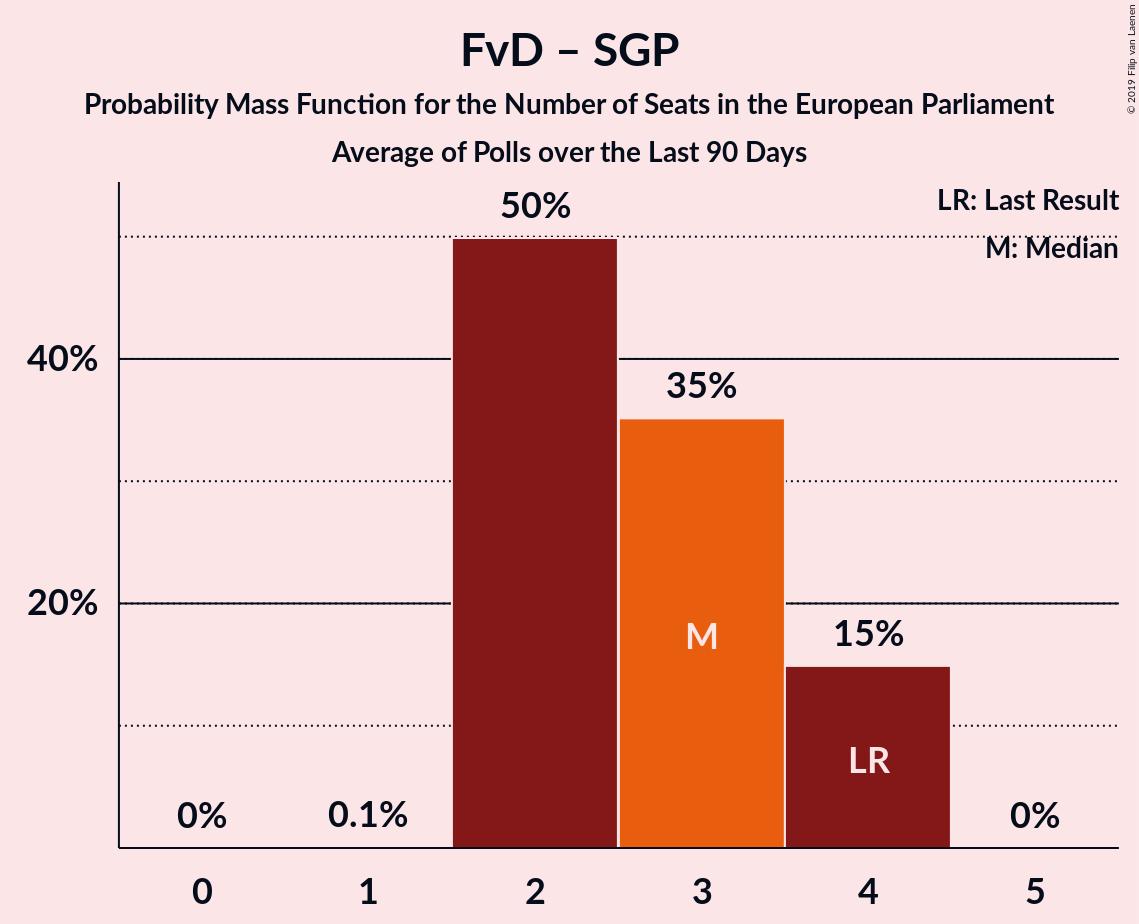 FvD – SGP
Probability Mass Function for the Number of Seats in the European Parliament
Average of Polls over the Last 90 Days
© 2019 Filip van Laenen
LR: Last Result
M: Median
50%
40%
35%
20%
15%
M
LR
0%
0.1%
0%
0 1 2 3 4 5